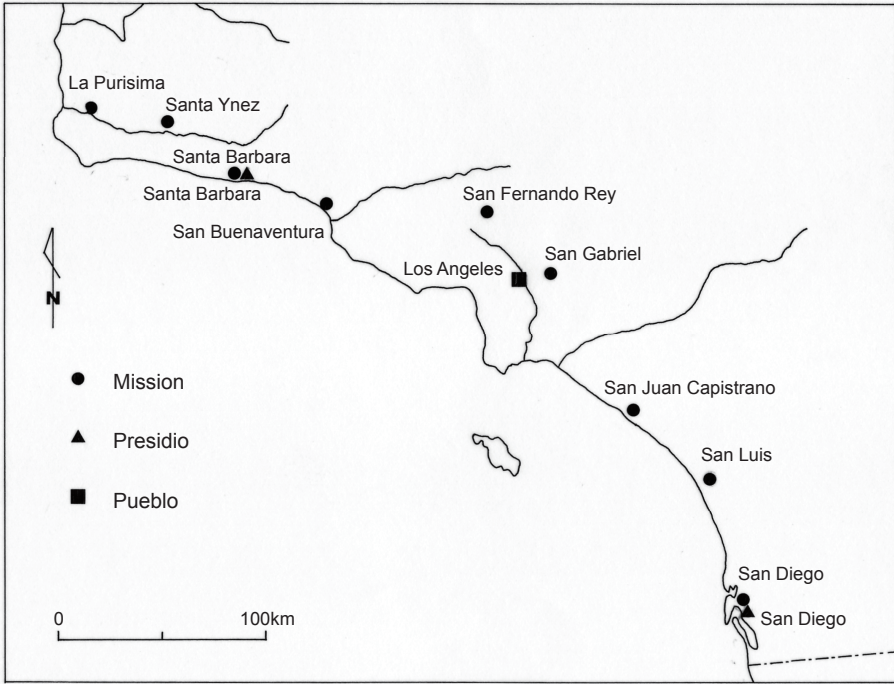 La Purisima
Santa Ynez
Santa Barbara
Santa Barbara
San Buenaventura
San Fernando Rey
San Gabriel
Los Angeles
N
Mission
Presidio
Pueblo
San Juan Capistrano
San Luis
San Diego
San Diego
0 100km